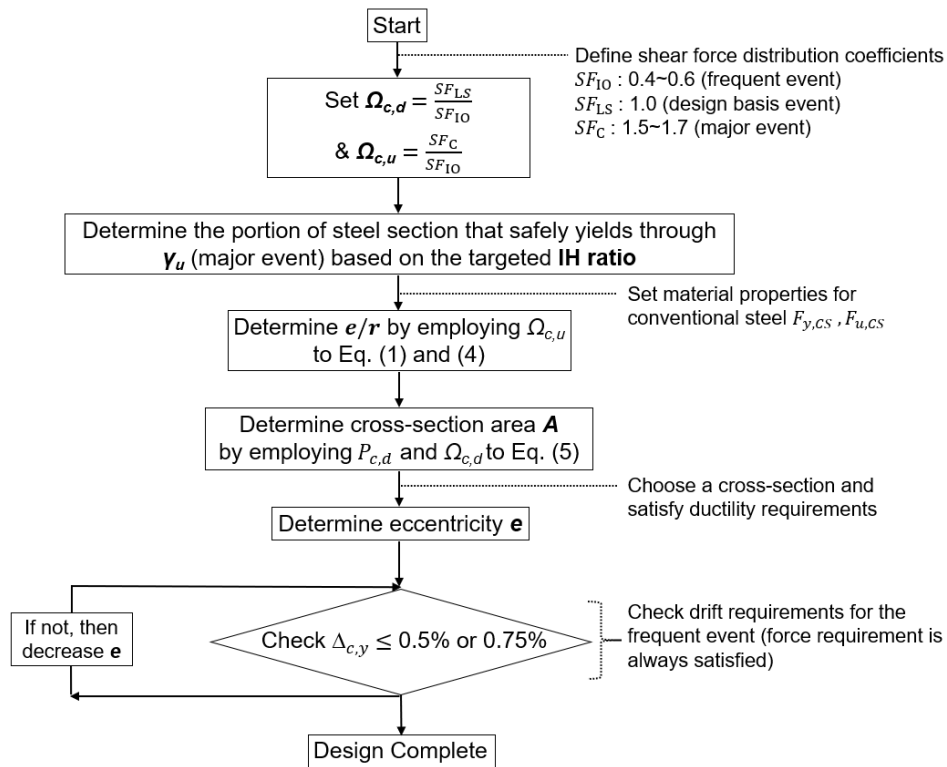 Start
Define shear force distribution coefficients
SF_IO : 0.4~0.6 (frequent event)
SF_LS : 1.0 (design basis event)
SF_C : 1.5~1.7 (major event)
Set Ω_c,d = SF_LS / SF_IO
& Ω_c,u = SF_C / SF_IO
Determine the portion of steel section that safely yields through
γ_u (major event) based on the targeted IH ratio
Set material properties for
conventional steel F_y,CS , F_u,CS
Determine e/r by employing Ω_c,u
to Eq. (1) and (4)
Determine cross-section area A
by employing P_c,d and Ω_c,d to Eq. (5)
Choose a cross-section and
satisfy ductility requirements
Determine eccentricity e
If not, then
decrease e
Check Δ_c,y ≤ 0.5% or 0.75%
Check drift requirements for the
frequent event (force requirement is
always satisfied)
Design Complete